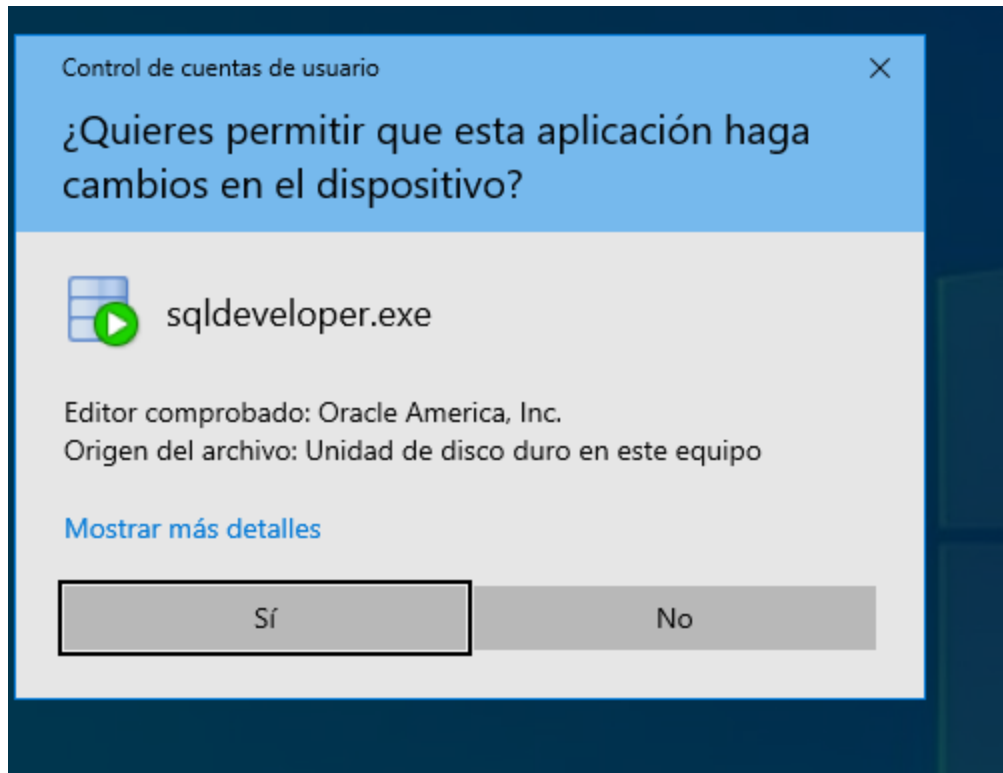 Control de cuentas de usuario
¿Quieres permitir que esta aplicación haga
cambios en el dispositivo?
sqldeveloper.exe
Editor comprobado: Oracle America, Inc.
Origen del archivo: Unidad de disco duro en este equipo
Mostrar más detalles
Sí
No